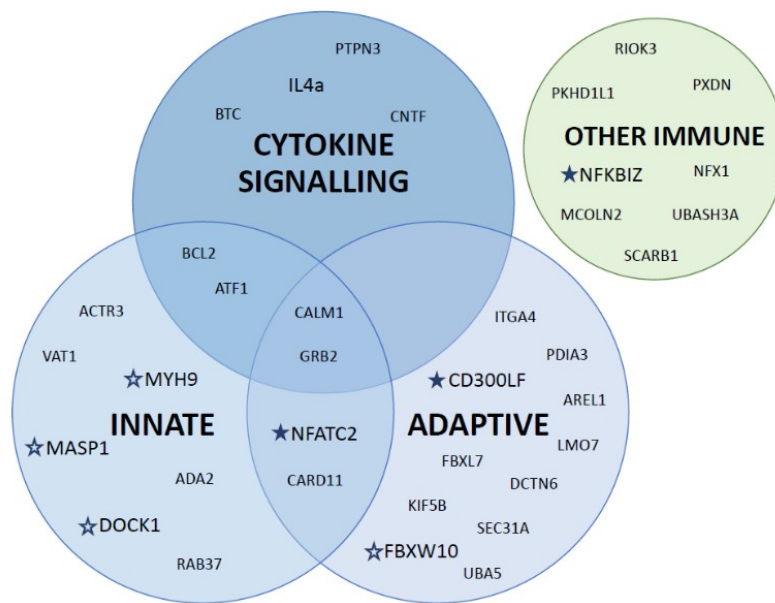 PTPN3
IL4a
BTC
CNTF
CYTOKINE
SIGNALLING
RIOK3
PKHD1L1
PXDN
OTHER IMMUNE
★NFKBIZ
NFX1
MCOLN2
UBASH3A
SCARB1
BCL2
ATF1
CALM1
GRB2
ACTR3
VAT1
☆MYH9
INNATE
☆MASP1
ADA2
☆DOCK1
RAB37
★NFATC2
CARD11
ITGA4
PDIA3
★CD300LF
AREL1
ADAPTIVE
LMO7
FBXL7
DCTN6
KIF5B
SEC31A
☆FBXW10
UBA5